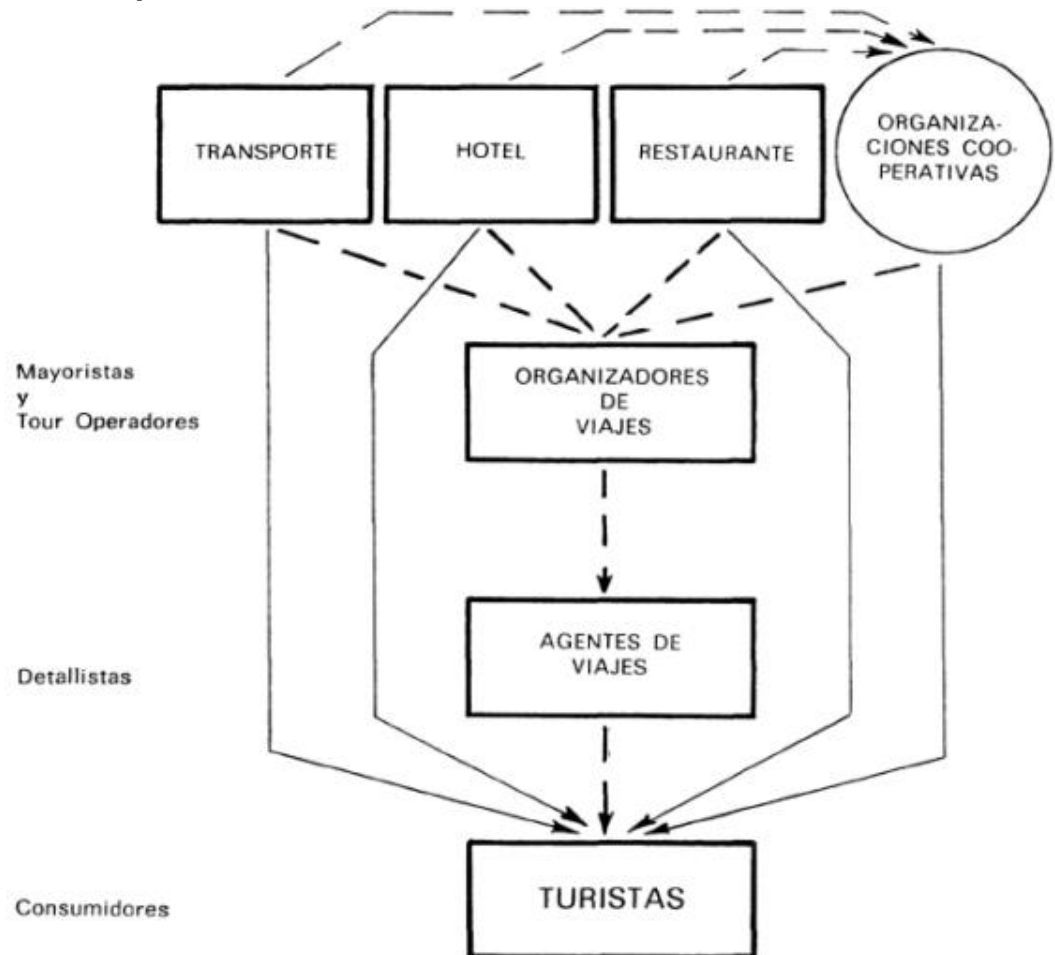 TRANSPORTE
HOTEL
RESTAURANTE
ORGANIZA-
CIONES COO-
PERATIVAS
Mayoristas
y
Tour Operadores
ORGANIZADORES
DE
VIAJES
Detallistas
AGENTES DE
VIAJES
Consumidores
TURISTAS